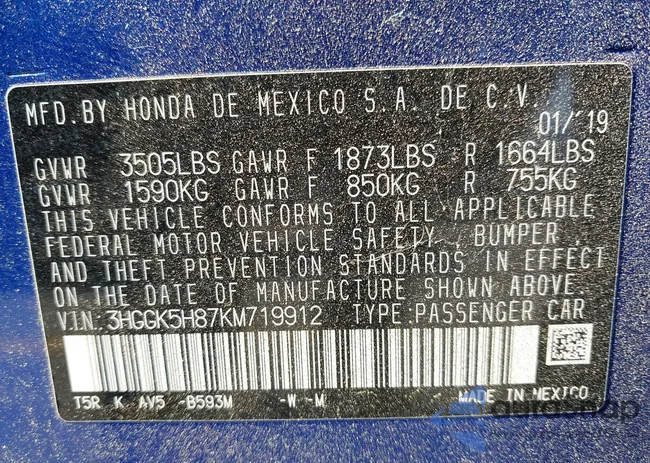 MFD.BY HONDA DE MEXICO S.A. DE C.V.
01/'19
GVWR 3505LBS GAWR F 1873LBS R 1664LBS
GVWR 1590KG GAWR F 850KG R 755KG
THIS VEHICLE CONFORMS TO ALL APPLICABLE
FEDERAL MOTOR VEHICLE SAFETY, BUMPER,
AND THEFT PREVENTION STANDARDS IN EFFECT
ON THE DATE OF MANUFACTURE SHOWN ABOVE.
V.I.N.:3HGGK5H87KM719912 TYPE:PASSENGER CAR
T5R K AV5 -B593M -W -M MADE IN MEXICO